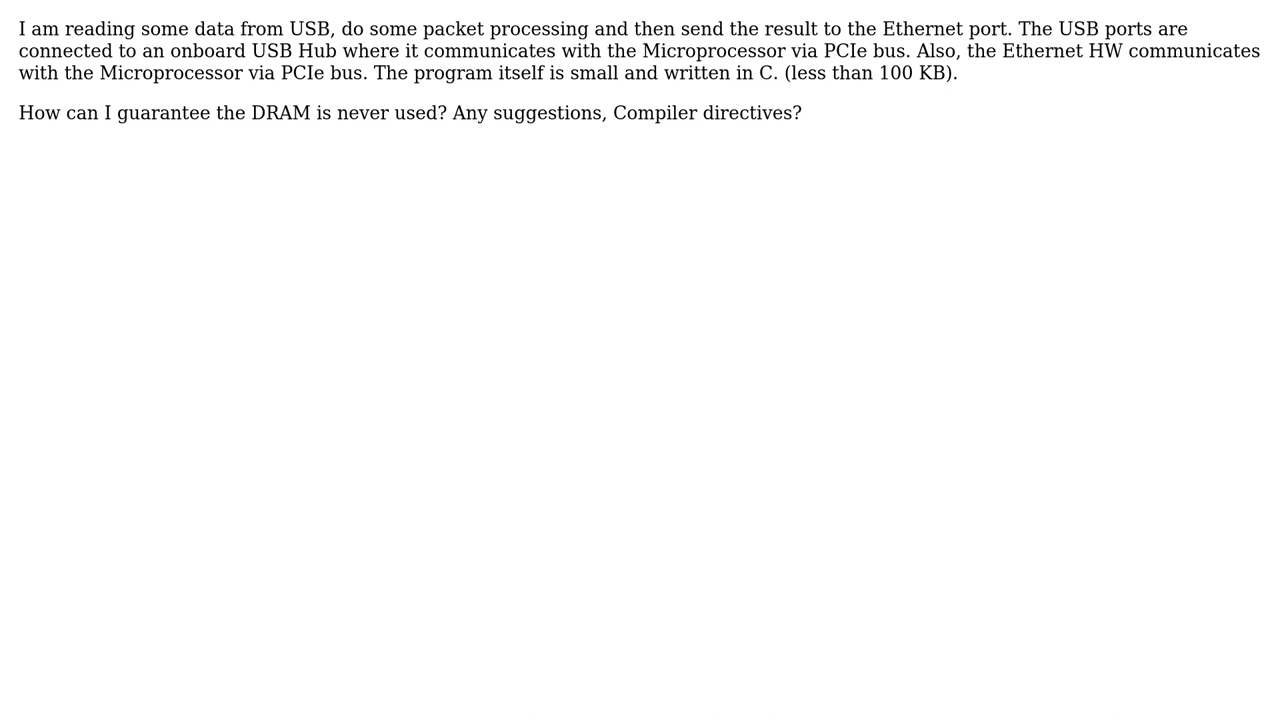 I am reading some data from USB, do some packet processing and then send the result to the Ethernet port. The USB ports are
connected to an onboard USB Hub where it communicates with the Microprocessor via PCIe bus. Also, the Ethernet HW communicates
with the Microprocessor via PCIe bus. The program itself is small and written in C. (less than 100 KB).
How can I guarantee the DRAM is never used? Any suggestions, Compiler directives?